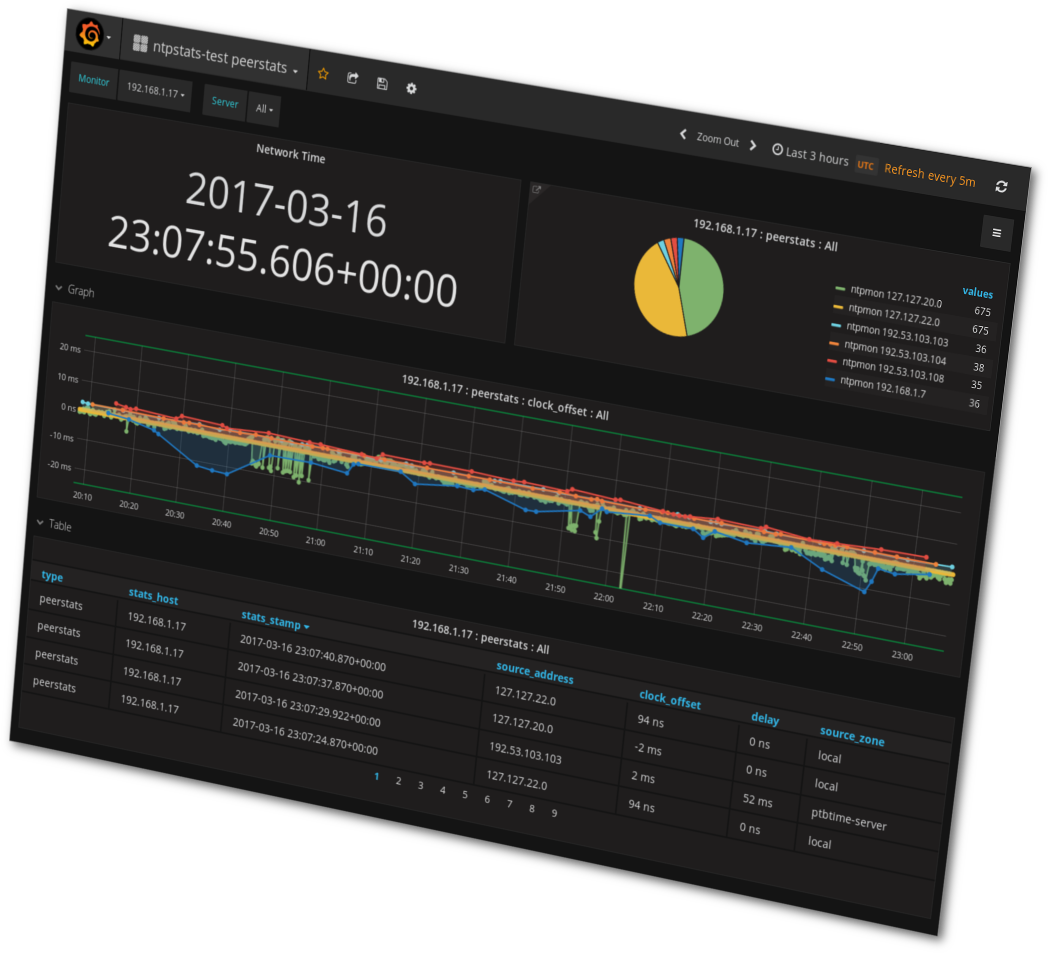 ntpstats-test peerstats
Zoom Out Last 3 hours UTC Refresh every 5m
Monitor 192.168.1.17 Server All
Network Time
2017-03-16
23:07:55.606+00:00
192.168.1.17 : peerstats : All
values
ntpmon 127.127.20.0 675
ntpmon 127.127.22.0 675
ntpmon 192.53.103.103 36
ntpmon 192.53.103.104 38
ntpmon 192.53.103.108 35
ntpmon 192.168.1.7 36
Graph
192.168.1.17 : peerstats : clock_offset : All
20 ms
10 ms
0 ns
-10 ms
-20 ms
20:10 20:20 20:30 20:40 20:50 21:00 21:10 21:20 21:30 21:40 21:50 22:00 22:10 22:20 22:30 22:40 22:50 23:00
Table
192.168.1.17 : peerstats : All
type stats_host stats_stamp source_address clock_offset delay source_zone
peerstats 192.168.1.17 2017-03-16 23:07:40.870+00:00 127.127.22.0 94 ns 0 ns local
peerstats 192.168.1.17 2017-03-16 23:07:37.870+00:00 127.127.20.0 -2 ms 0 ns local
peerstats 192.168.1.17 2017-03-16 23:07:29.922+00:00 192.53.103.103 2 ms 52 ms ptbtime-server
peerstats 192.168.1.17 2017-03-16 23:07:24.870+00:00 127.127.22.0 94 ns 0 ns local
1 2 3 4 5 6 7 8 9